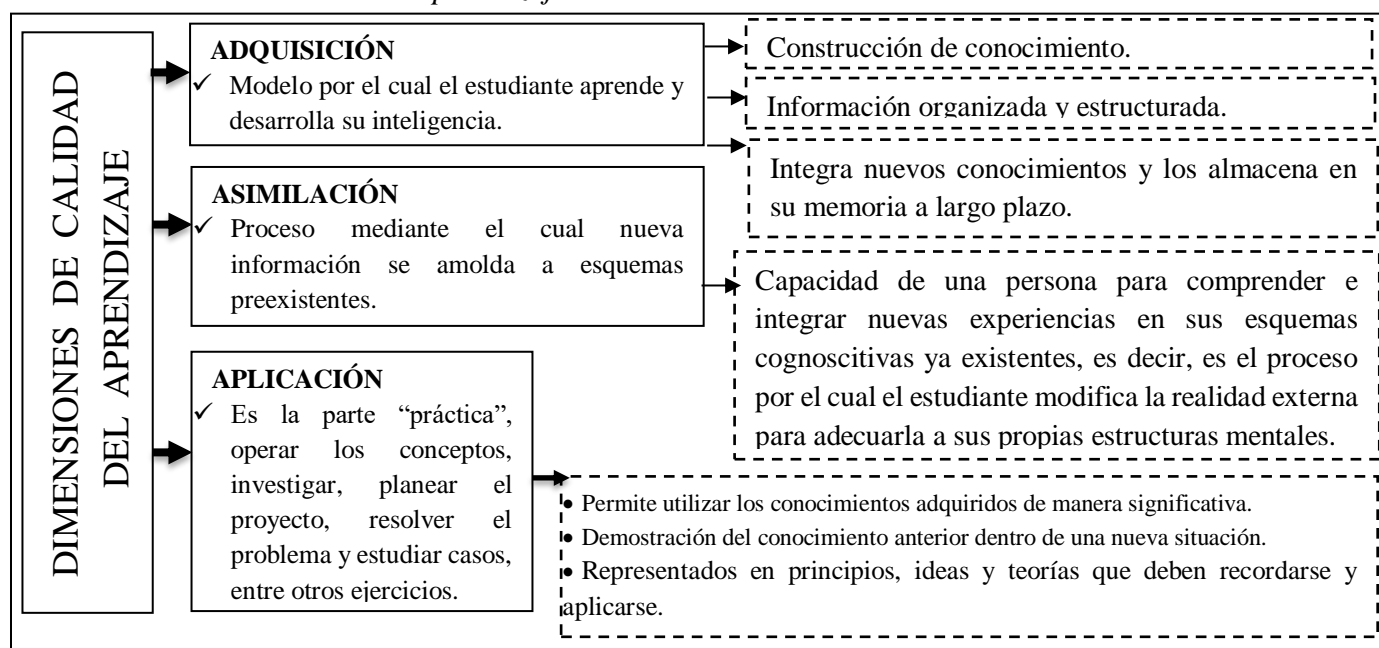 DIMENSIONES DE CALIDAD
DEL APRENDIZAJE
ADQUISICIÓN
✓ Modelo por el cual el estudiante aprende y
desarrolla su inteligencia.
Construcción de conocimiento.
Información organizada y estructurada.
Integra nuevos conocimientos y los almacena en
su memoria a largo plazo.
ASIMILACIÓN
✓ Proceso mediante el cual nueva
información se amolda a esquemas
preexistentes.
Capacidad de una persona para comprender e
integrar nuevas experiencias en sus esquemas
cognoscitivas ya existentes, es decir, es el proceso
por el cual el estudiante modifica la realidad externa
para adecuarla a sus propias estructuras mentales.
APLICACIÓN
✓ Es la parte “práctica”,
operar los conceptos,
investigar, planear el
proyecto, resolver el
problema y estudiar casos,
entre otros ejercicios.
• Permite utilizar los conocimientos adquiridos de manera significativa.
• Demostración del conocimiento anterior dentro de una nueva situación.
• Representados en principios, ideas y teorías que deben recordarse y
aplicarse.